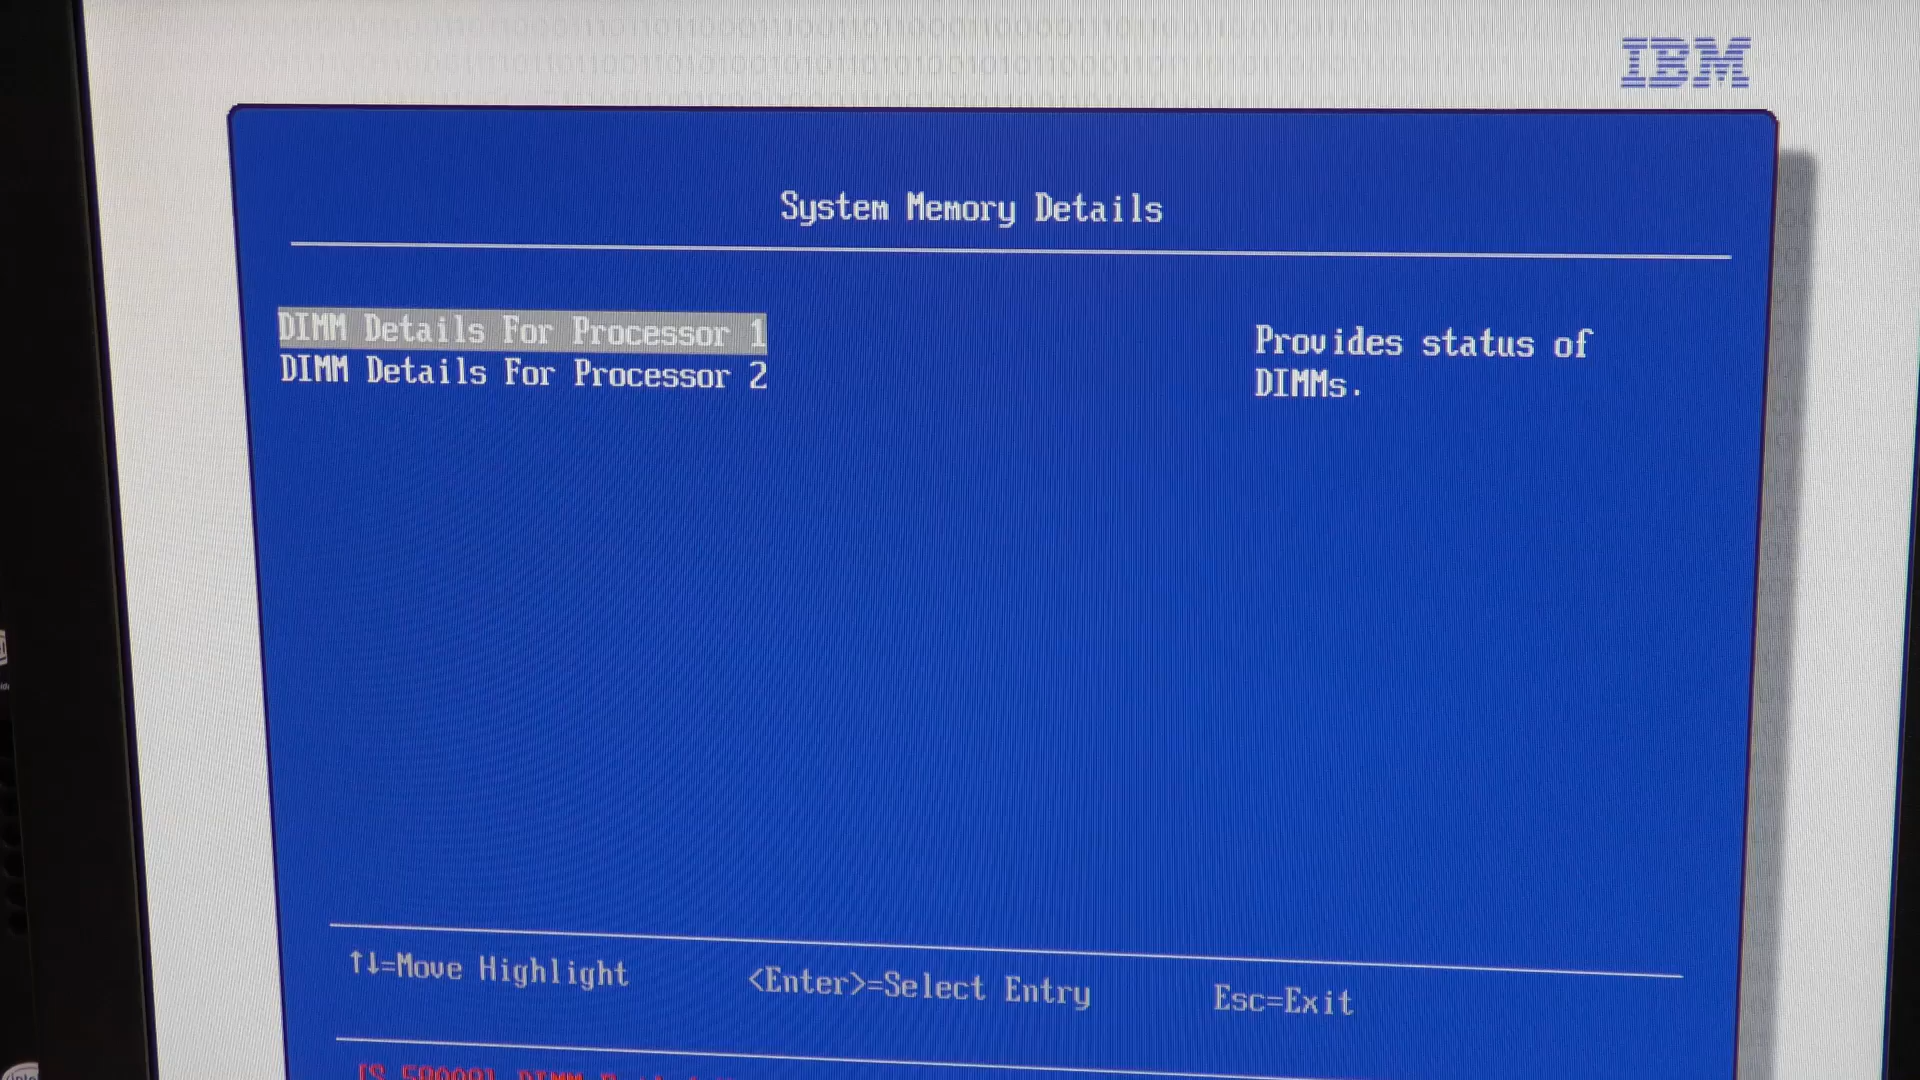 IBM
System Memory Details
DIMM Details For Processor 1
DIMM Details For Processor 2
Provides status of
DIMMs.
↑↓=Move Highlight
<Enter>=Select Entry
Esc=Exit
DIMM